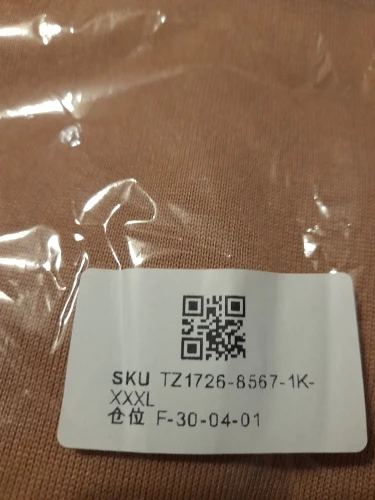 SKU TZ1726-8567-1K-
XXXL
仓位 F-30-04-01